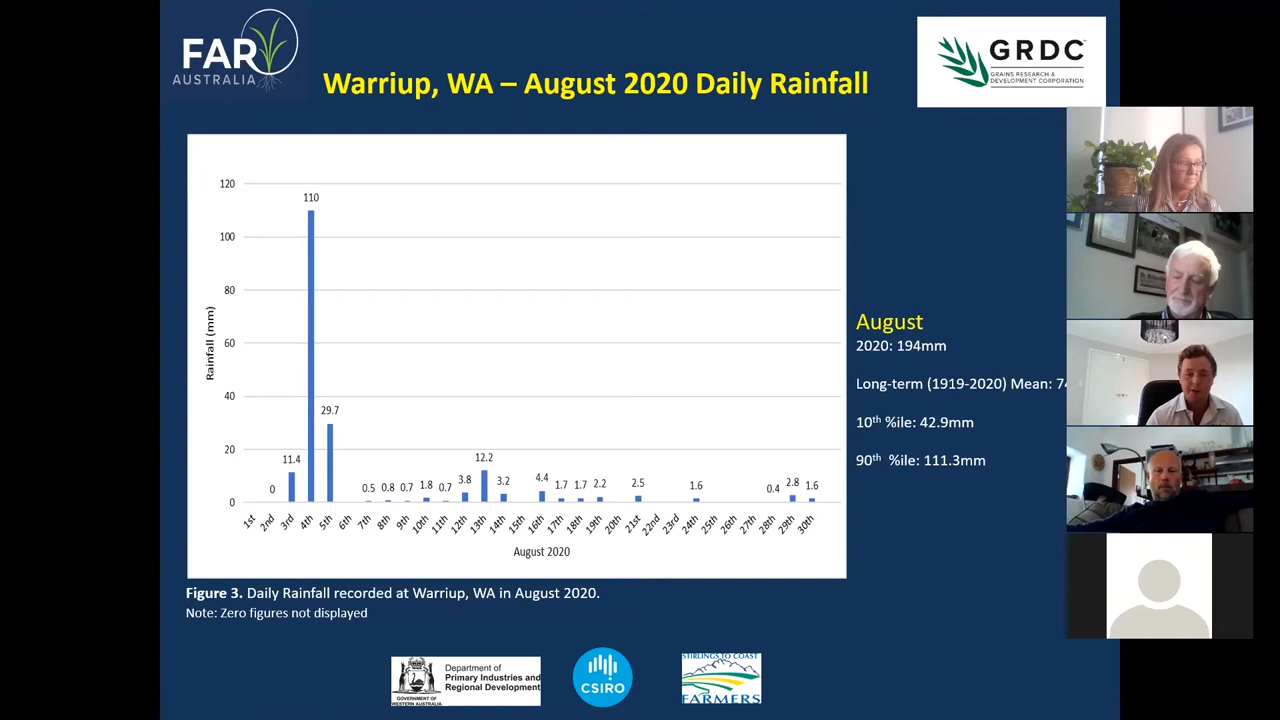 FAR
AUSTRALIA
Warriup, WA – August 2020 Daily Rainfall
GRDC
GRAINS RESEARCH &
DEVELOPMENT CORPORATION
Rainfall (mm)
120
100
80
60
40
20
0
0
11.4
110
29.7
0.5
0.8
0.7
1.8
0.7
3.8
12.2
3.2
4.4
1.7
1.7
2.2
2.5
1.6
0.4
2.8
1.6
1st
2nd
3rd
4th
5th
6th
7th
8th
9th
10th
11th
12th
13th
14th
15th
16th
17th
18th
19th
20th
21st
22nd
23rd
24th
25th
26th
27th
28th
29th
30th
August 2020
August
2020: 194mm
Long-term (1919-2020) Mean:
10th %ile: 42.9mm
90th %ile: 111.3mm
Figure 3. Daily Rainfall recorded at Warriup, WA in August 2020.
Note: Zero figures not displayed
GOVERNMENT OF
WESTERN AUSTRALIA
Department of
Primary Industries and
Regional Development
CSIRO
STIRLINGS TO COAST
FARMERS